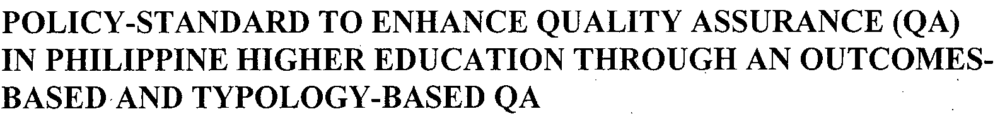 POLICY-STANDARD TO ENHANCE QUALITY ASSURANCE (QA)
IN PHILIPPINE HIGHER EDUCATION THROUGH AN OUTCOMES-
BASED AND TYPOLOGY-BASED QA